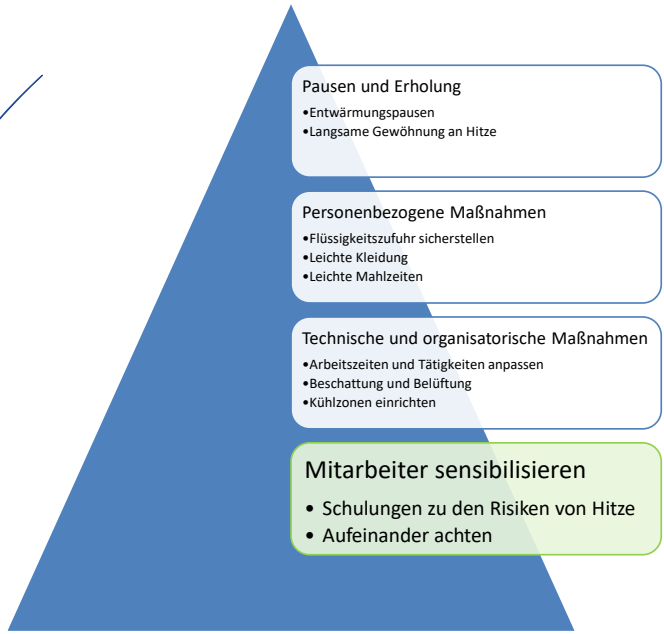 Pausen und Erholung
•Entwärmungspausen
•Langsame Gewöhnung an Hitze
Personenbezogene Maßnahmen
•Flüssigkeitszufuhr sicherstellen
•Leichte Kleidung
•Leichte Mahlzeiten
Technische und organisatorische Maßnahmen
•Arbeitszeiten und Tätigkeiten anpassen
•Beschattung und Belüftung
•Kühlzonen einrichten
Mitarbeiter sensibilisieren
• Schulungen zu den Risiken von Hitze
• Aufeinander achten